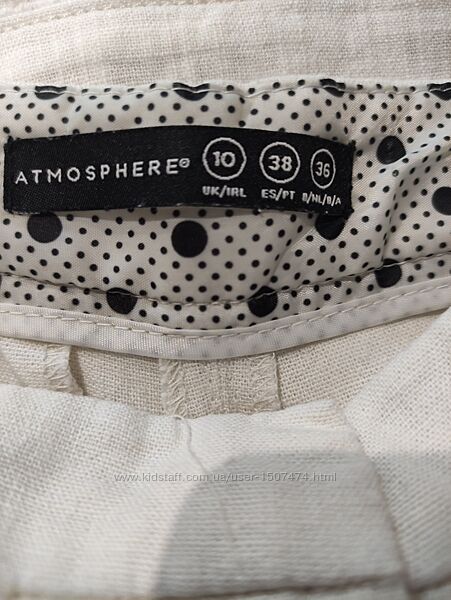 ATMOSPHERE®
10 38 36
UK/IRL ES/PT D/NL/B/A
www.kidstaff.com.ua/user-1507474.html